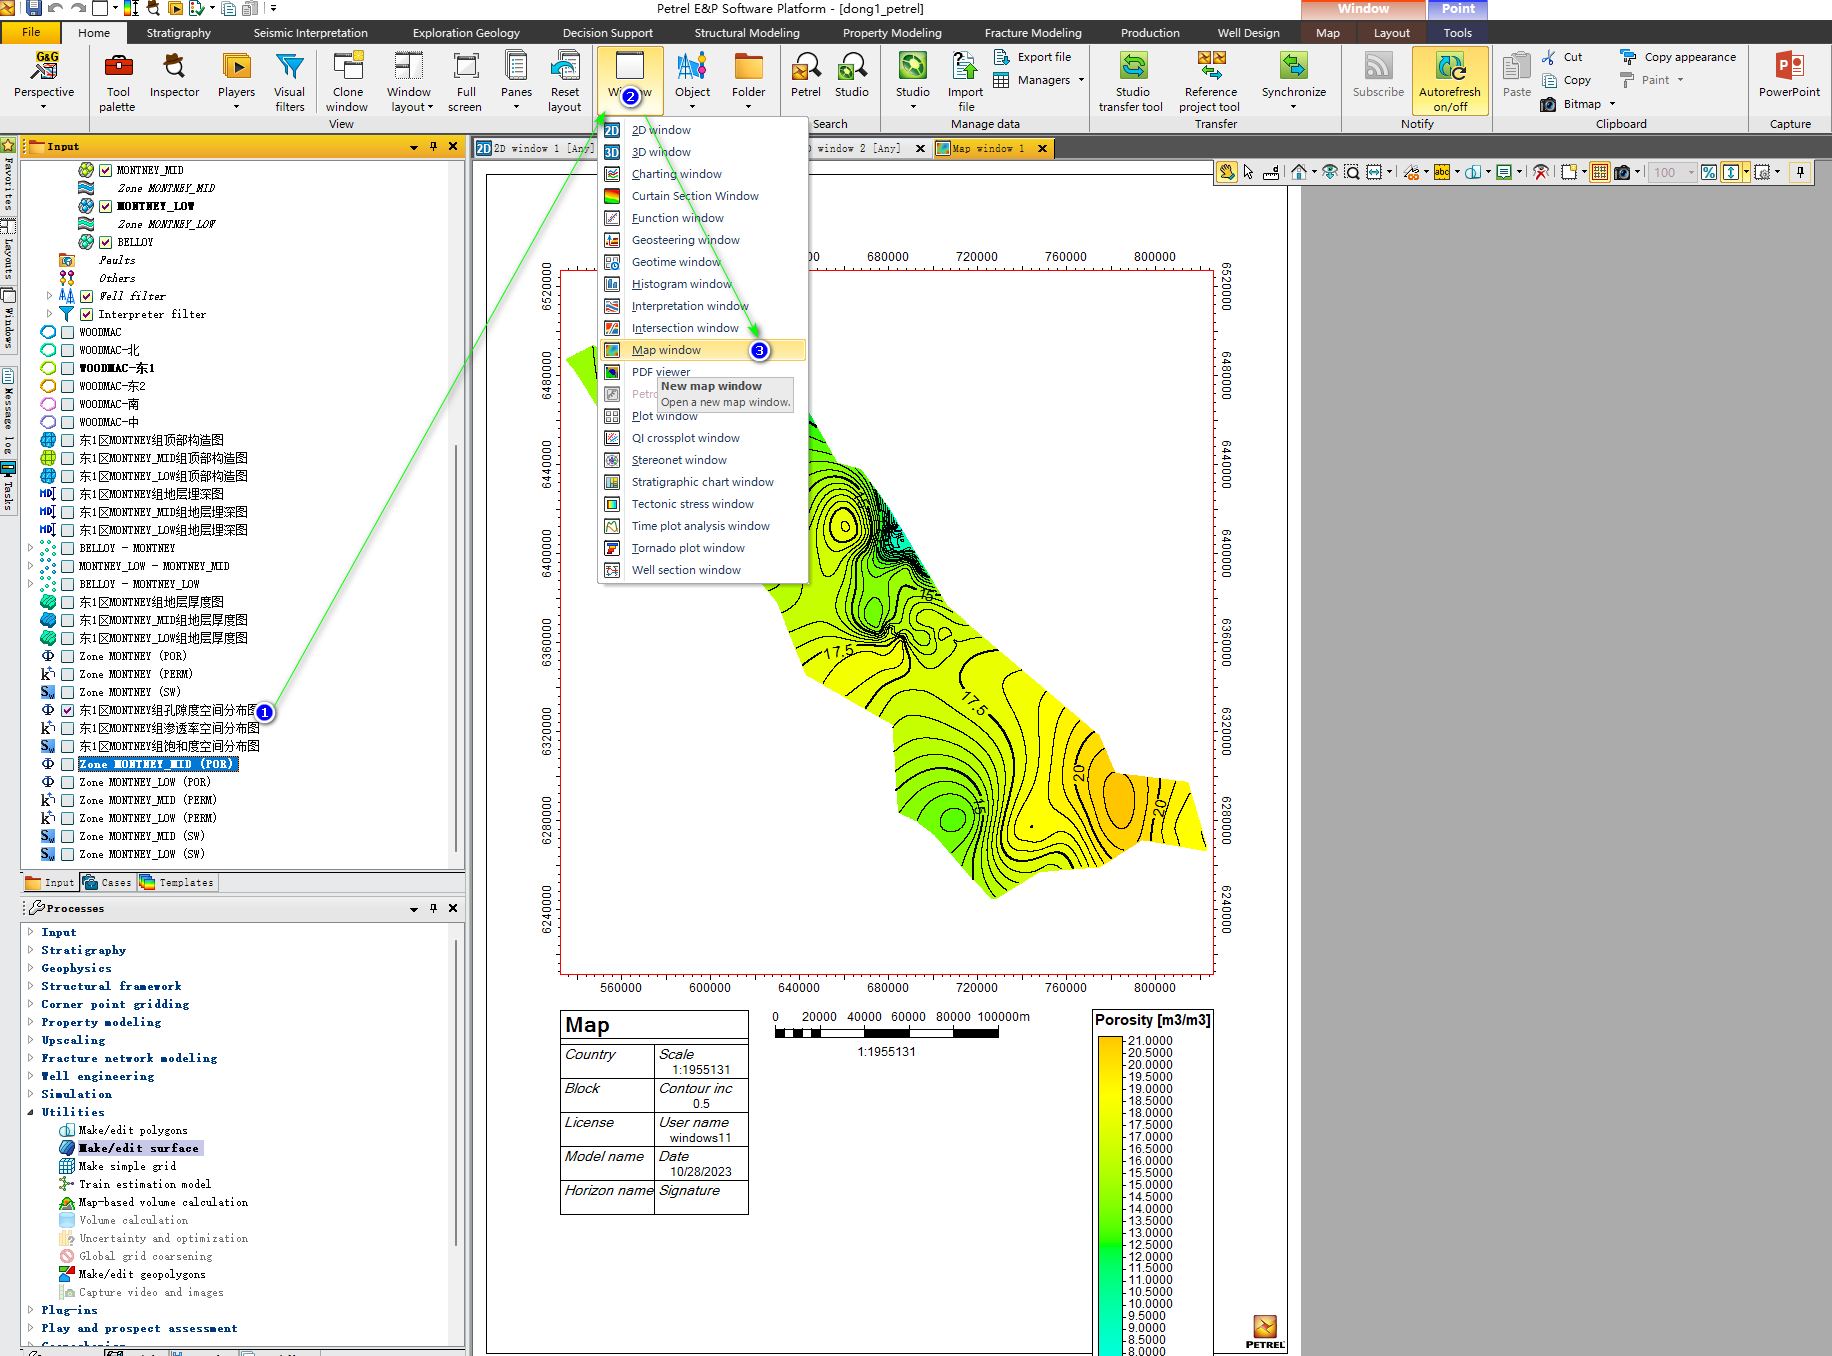 Petrel E&P Software Platform - [dong1_petrel]
Window
Point
File
Home
Stratigraphy
Seismic Interpretation
Exploration Geology
Decision Support
Structural Modeling
Property Modeling
Fracture Modeling
Production
Well Design
Map
Layout
Tools
G&G
Perspective
Tool palette
Inspector
Players
Visual filters
Clone window
Window layout
Full screen
Panes
Reset layout
2
Object
Folder
Petrel
Studio
Studio
Import file
Export file
Managers
Studio transfer tool
Reference project tool
Synchronize
Subscribe
Autorefresh on/off
Paste
Cut
Copy
Bitmap
Copy appearance
Paint
PowerPoint
View
Search
Manage data
Transfer
Notify
Clipboard
Capture
Favorites
Layouts
Windows
Message log
Tasks
Input
MONTNEY_MID
Zone MONTNEY_MID
MONTNEY_LOW
Zone MONTNEY_LOW
BELLOY
Faults
Others
Well filter
Interpreter filter
WOODMAC
WOODMAC-北
WOODMAC-东1
WOODMAC-东2
WOODMAC-南
WOODMAC-中
东1区MONTNEY组顶部构造图
东1区MONTNEY_MID组顶部构造图
东1区MONTNEY_LOW组顶部构造图
东1区MONTNEY组地层埋深图
东1区MONTNEY_MID组地层埋深图
东1区MONTNEY_LOW组地层埋深图
BELLOY - MONTNEY
MONTNEY_LOW - MONTNEY_MID
BELLOY - MONTNEY_LOW
东1区MONTNEY组地层厚度图
东1区MONTNEY_MID组地层厚度图
东1区MONTNEY_LOW组地层厚度图
Zone MONTNEY (POR)
Zone MONTNEY (PERM)
Zone MONTNEY (SW)
东1区MONTNEY组孔隙度空间分布图
1
东1区MONTNEY组渗透率空间分布图
东1区MONTNEY组饱和度空间分布图
Zone MONTNEY_MID (POR)
Zone MONTNEY_LOW (POR)
Zone MONTNEY_MID (PERM)
Zone MONTNEY_LOW (PERM)
Zone MONTNEY_MID (SW)
Zone MONTNEY_LOW (SW)
Input
Cases
Templates
Processes
Input
Stratigraphy
Geophysics
Structural framework
Corner point gridding
Property modeling
Upscaling
Fracture network modeling
Well engineering
Simulation
Utilities
Make/edit polygons
Make/edit surface
Make simple grid
Train estimation model
Map-based volume calculation
Volume calculation
Uncertainty and optimization
Global grid coarsening
Make/edit geopolygons
Capture video and images
Plug-ins
Play and prospect assessment
2D window 1 [Any]
window 2 [Any]
Map window 1
2D window
3D window
Charting window
Curtain Section Window
Function window
Geosteering window
Geotime window
Histogram window
Interpretation window
Intersection window
Map window
3
PDF viewer
New map window
Open a new map window.
Plot window
QI crossplot window
Stereonet window
Stratigraphic chart window
Tectonic stress window
Time plot analysis window
Tornado plot window
Well section window
100
680000 720000 760000 800000
6520000
6480000
6440000
6400000
6360000
6320000
6280000
6240000
6520000
6480000
6440000
6400000
6360000
6320000
6280000
6240000
15
17.5
17.5
15
20
20
560000 600000 640000 680000 720000 760000 800000
Map
Country
Scale
1:1955131
Block
Contour inc
0.5
License
User name
windows11
Model name
Date
10/28/2023
Horizon name
Signature
0 20000 40000 60000 80000 100000m
1:1955131
Porosity [m3/m3]
21.0000
20.5000
20.0000
19.5000
19.0000
18.5000
18.0000
17.5000
17.0000
16.5000
16.0000
15.5000
15.0000
14.5000
14.0000
13.5000
13.0000
12.5000
12.0000
11.5000
11.0000
10.5000
10.0000
9.5000
9.0000
8.5000
8.0000
PETREL